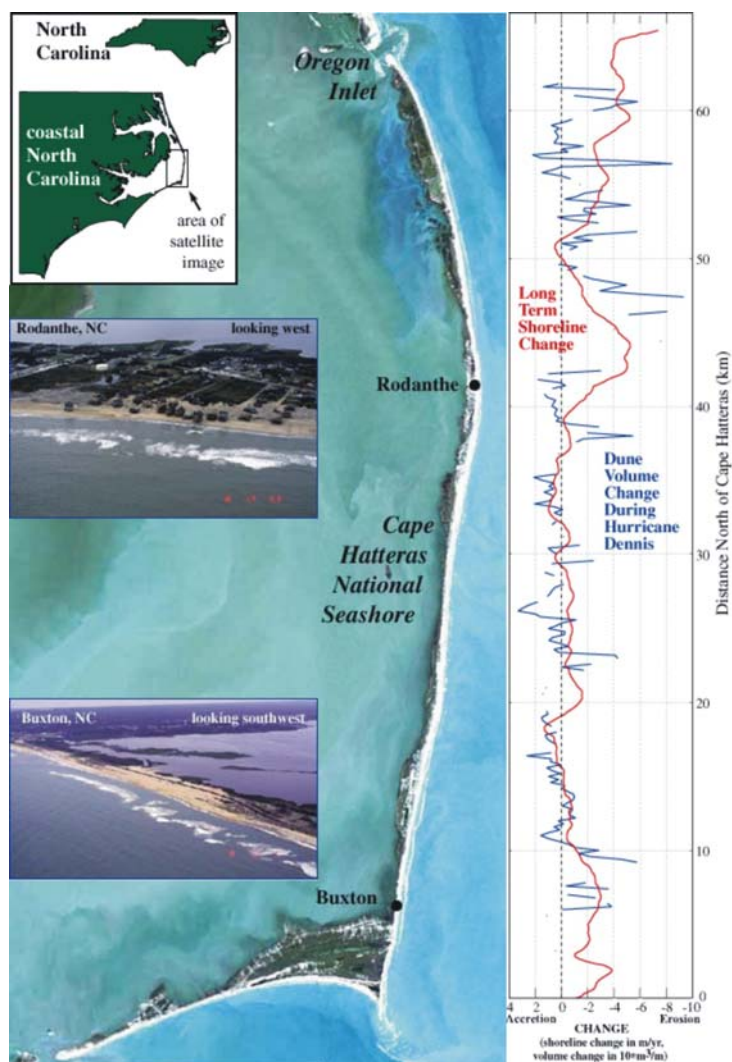 North
Carolina
coastal
North
Carolina
area of
satellite
image
Oregon
Inlet
Rodanthe, NC looking west
Rodanthe
Cape
Hatteras
National
Seashore
Buxton, NC looking southwest
Buxton
Long
Term
Shoreline
Change
Dune
Volume
Change
During
Hurricane
Dennis
60
50
40
30
20
10
0
Distance North of Cape Hatteras (km)
4 2 0 -2 -4 -6 -8 -10
Accretion Erosion
CHANGE
(shoreline change in m/yr,
volume change in